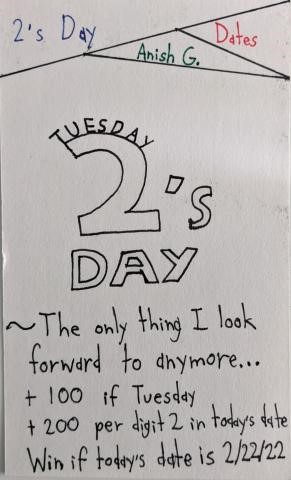 2's Day
Dates
Anish G.
TUESDAY
2's
DAY
~The only thing I look
forward to anymore...
+ 100 if Tuesday
+ 200 per digit 2 in today's date
Win if today's date is 2/22/22